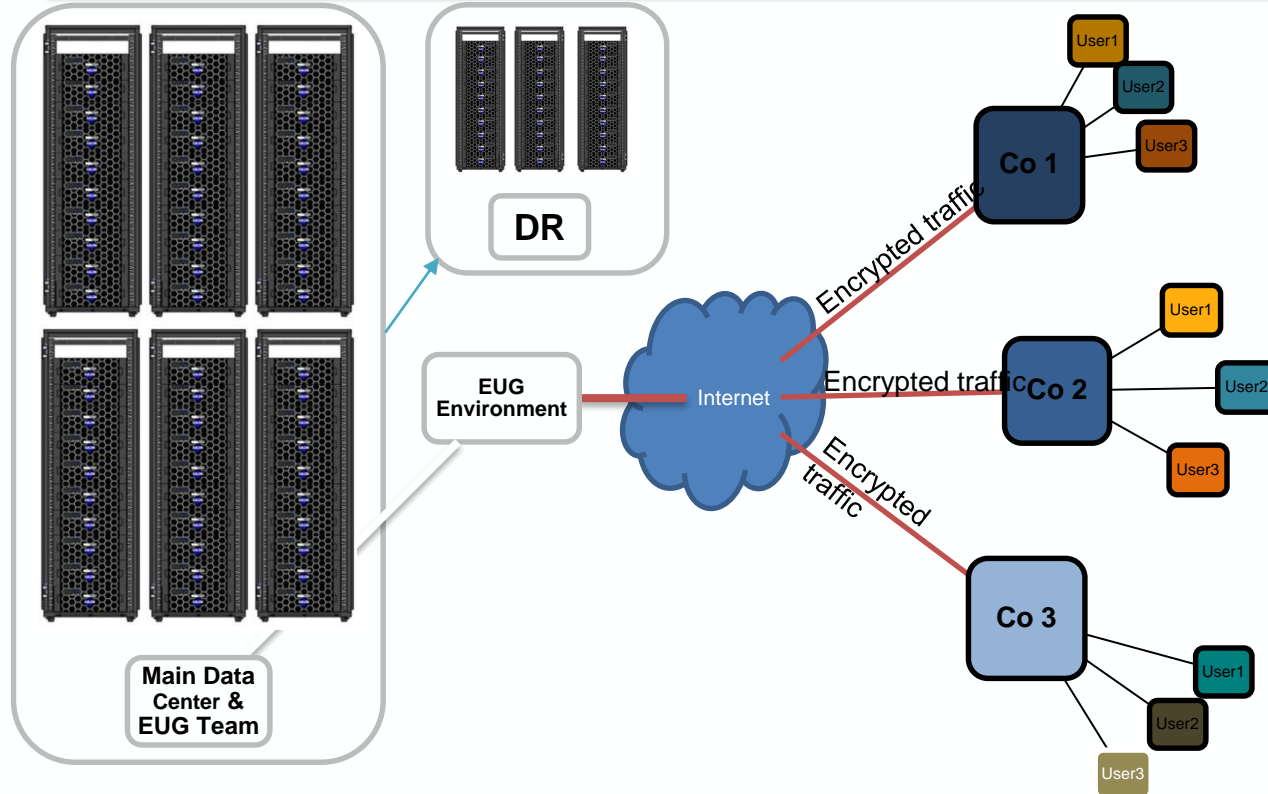 DR
EUG
Environment
Main Data
Center &
EUG Team
Internet
Encrypted traffic
Encrypted traffic
Encrypted
traffic
Co 1
User1
User2
User3
Co 2
User1
User2
User3
Co 3
User1
User2
User3